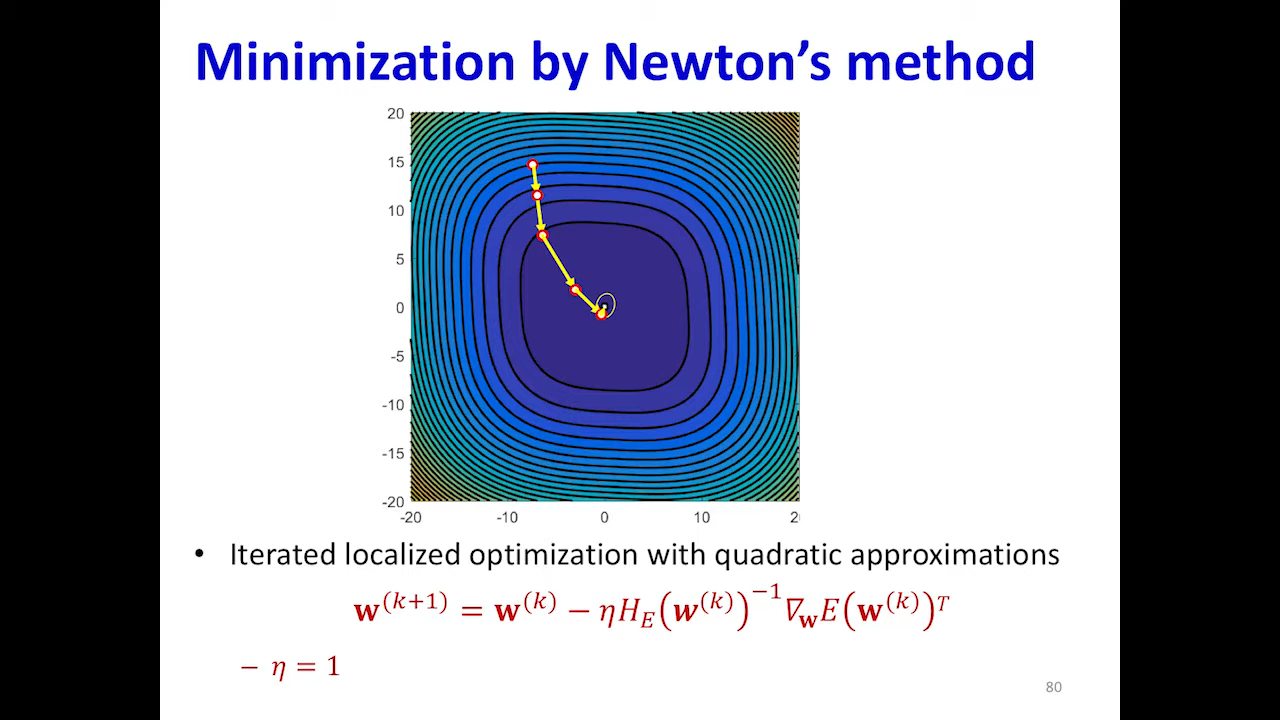 Minimization by Newton’s method
20
15
10
5
0
-5
-10
-15
-20
-20 -10 0 10 2
• Iterated localized optimization with quadratic approximations
𝐰^(k+1) = 𝐰^(k) − ηH_E(𝒘^(k))^−1 ∇_𝐰E(𝐰^(k))^T
– η = 1
80